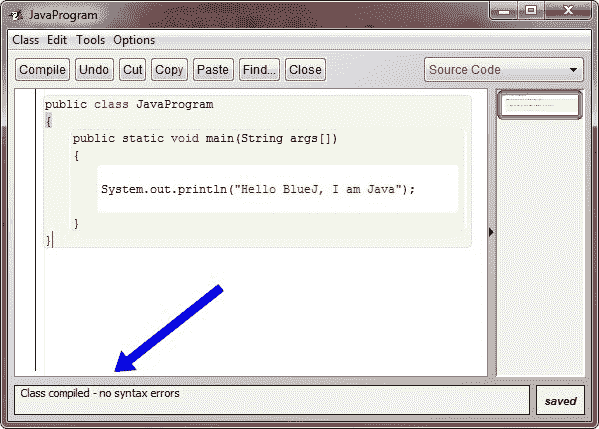 JavaProgram
Class Edit Tools Options
Compile Undo Cut Copy Paste Find... Close Source Code
public class JavaProgram
{
public static void main(String args[])
{
System.out.println("Hello BlueJ, I am Java");
}
}
Class compiled - no syntax errors
saved